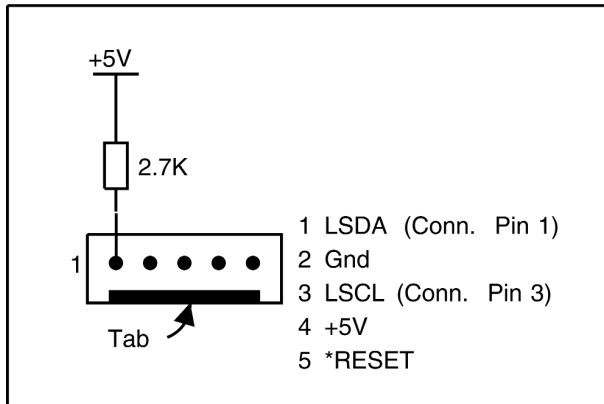 +5V
2.7K
1 LSDA (Conn. Pin 1)
1
2 Gnd
3 LSCL (Conn. Pin 3)
4 +5V
Tab
5 *RESET